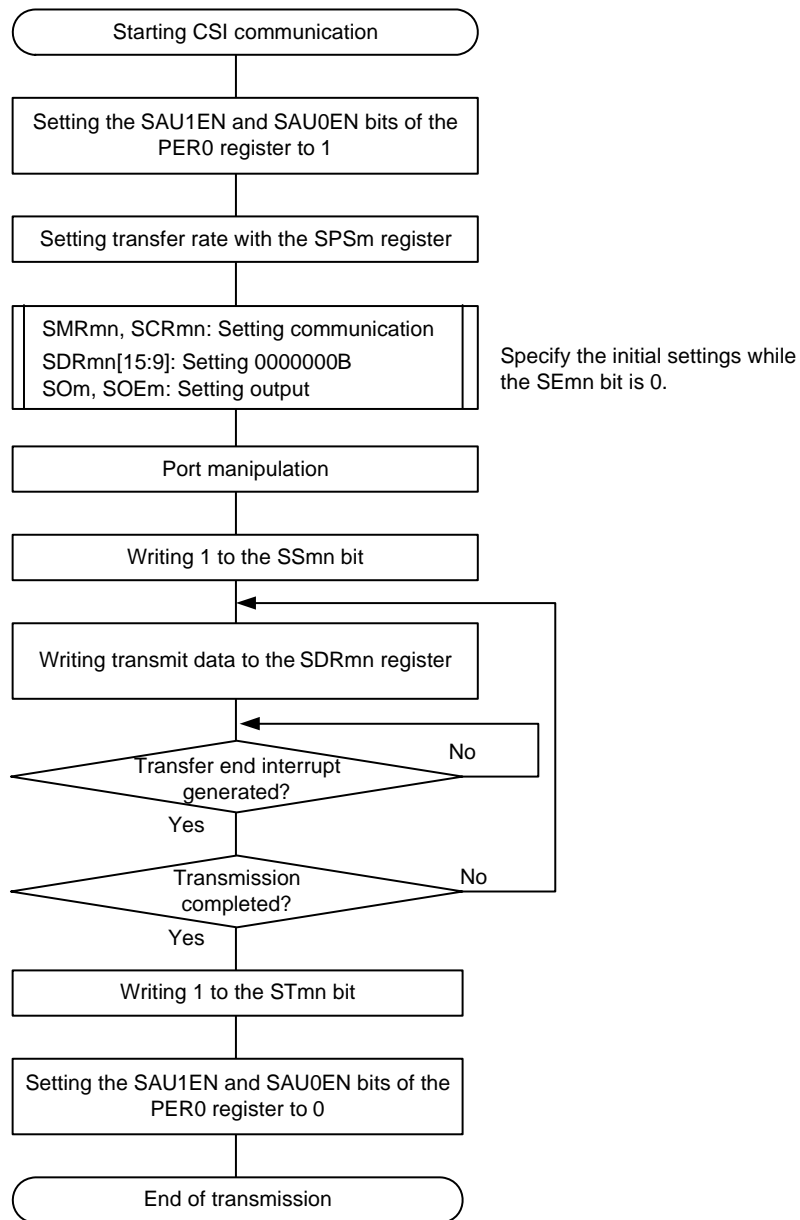 Starting CSI communication
Setting the SAU1EN and SAU0EN bits of the
PER0 register to 1
Setting transfer rate with the SPSm register
SMRmn, SCRmn: Setting communication
SDRmn[15:9]: Setting 0000000B
SOm, SOEm: Setting output
Specify the initial settings while
the SEmn bit is 0.
Port manipulation
Writing 1 to the SSmn bit
Writing transmit data to the SDRmn register
No
Transfer end interrupt
generated?
Yes
No
Transmission
completed?
Yes
Writing 1 to the STmn bit
Setting the SAU1EN and SAU0EN bits of the
PER0 register to 0
End of transmission